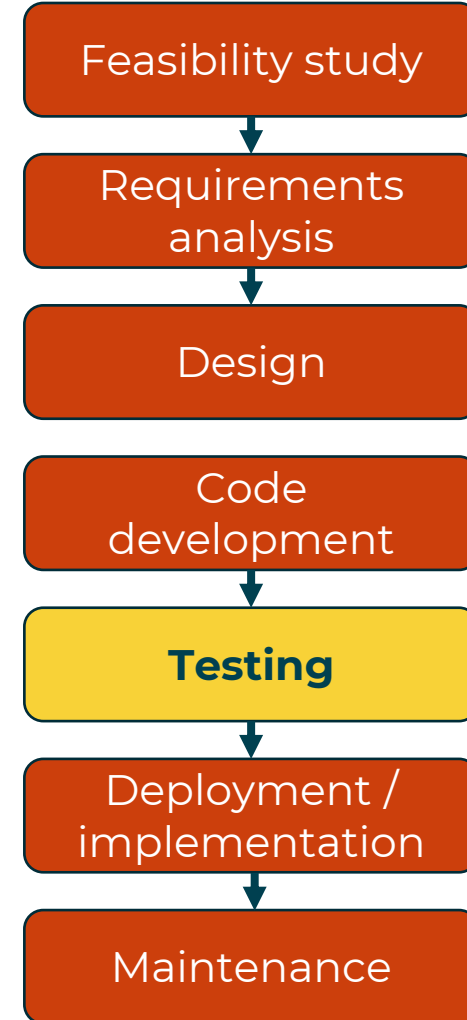 Feasibility study
Requirements
analysis
Design
Code
development
Testing
Deployment /
implementation
Maintenance